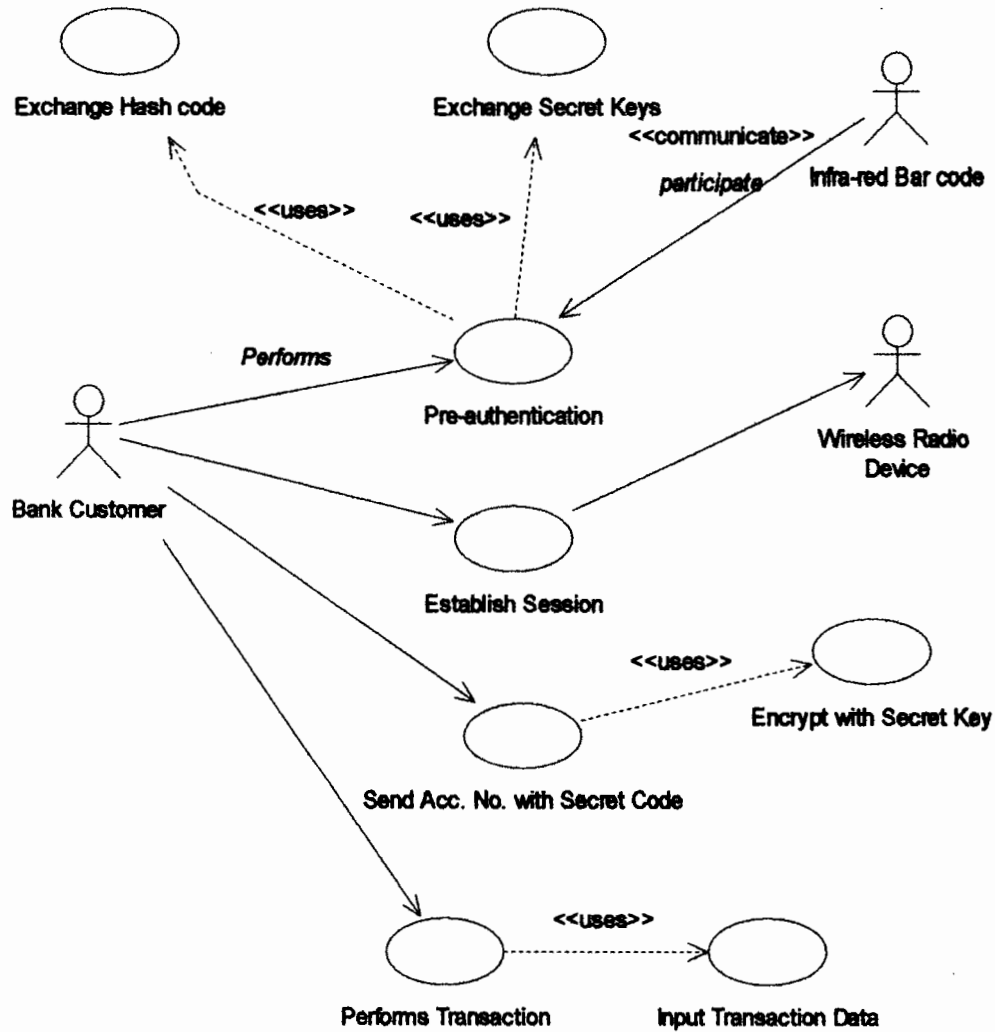 Exchange Hash code
Exchange Secret Keys
<<communicate>>
participate
Infra-red Bar code
<<uses>>
<<uses>>
Performs
Pre-authentication
Wireless Radio
Device
Bank Customer
Establish Session
<<uses>>
Encrypt with Secret Key
Send Acc. No. with Secret Code
<<uses>>
Performs Transaction
Input Transaction Data